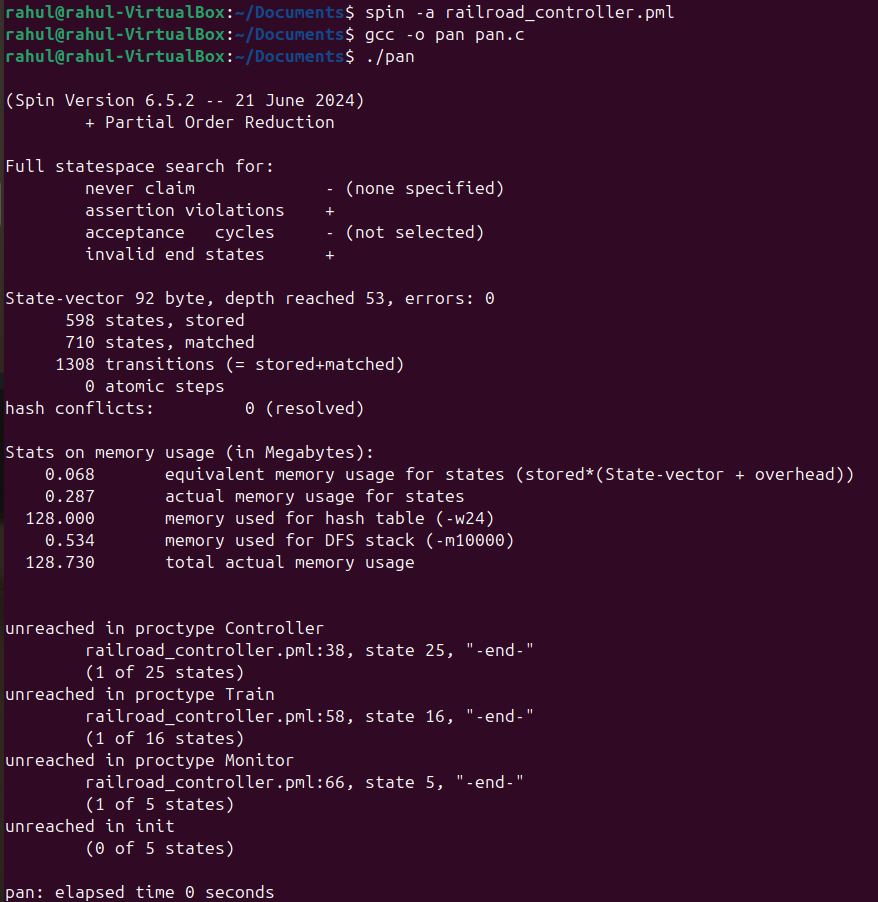 rahul@rahul-VirtualBox:~/Documents$ spin -a railroad_controller.pml
rahul@rahul-VirtualBox:~/Documents$ gcc -o pan pan.c
rahul@rahul-VirtualBox:~/Documents$ ./pan

(Spin Version 6.5.2 -- 21 June 2024)
        + Partial Order Reduction

Full statespace search for:
        never claim             - (none specified)
        assertion violations    +
        acceptance   cycles     - (not selected)
        invalid end states      +

State-vector 92 byte, depth reached 53, errors: 0
      598 states, stored
      710 states, matched
     1308 transitions (= stored+matched)
        0 atomic steps
hash conflicts:         0 (resolved)

Stats on memory usage (in Megabytes):
    0.068       equivalent memory usage for states (stored*(State-vector + overhead))
    0.287       actual memory usage for states
  128.000       memory used for hash table (-w24)
    0.534       memory used for DFS stack (-m10000)
  128.730       total actual memory usage


unreached in proctype Controller
        railroad_controller.pml:38, state 25, "-end-"
        (1 of 25 states)
unreached in proctype Train
        railroad_controller.pml:58, state 16, "-end-"
        (1 of 16 states)
unreached in proctype Monitor
        railroad_controller.pml:66, state 5, "-end-"
        (1 of 5 states)
unreached in init
        (0 of 5 states)

pan: elapsed time 0 seconds